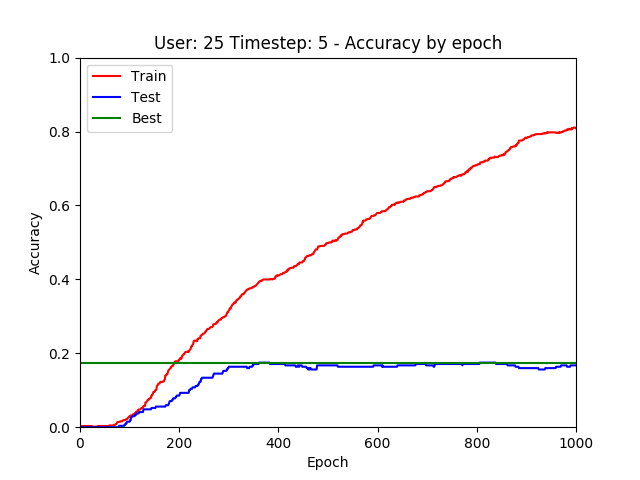 User: 25 Timestep: 5 - Accuracy by epoch
1.0
0.8
0.6
0.4
0.2
0.0
Accuracy
Train
Test
Best
0 200 400 600 800 1000
Epoch